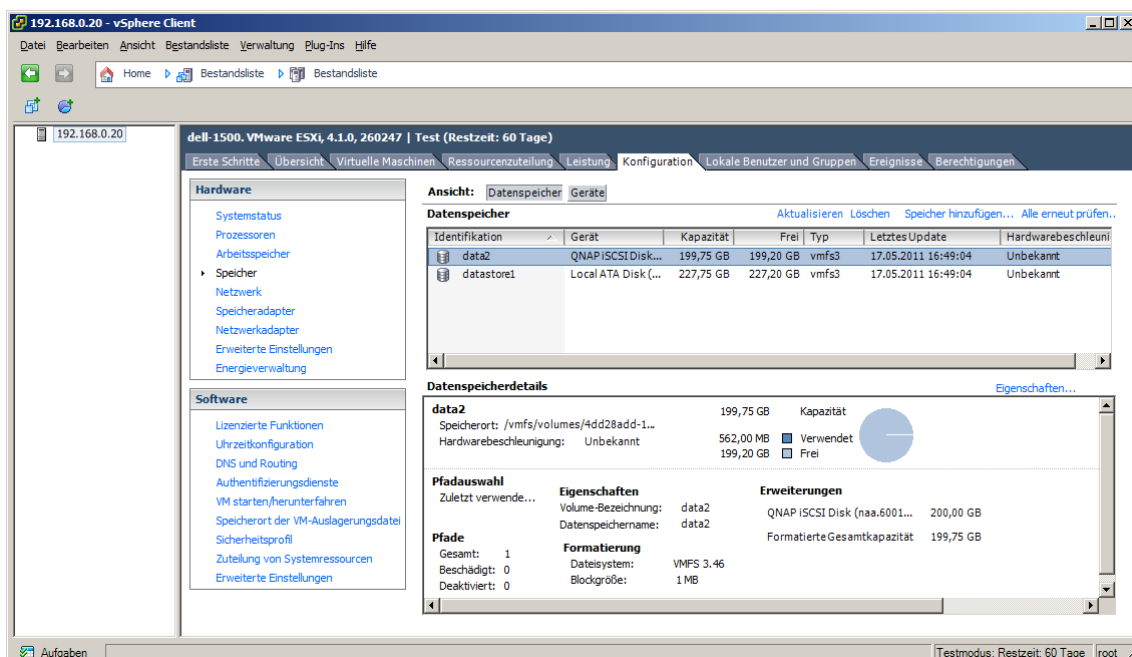 192.168.0.20 - vSphere Client
Datei Bearbeiten Ansicht Bestandsliste Verwaltung Plug-Ins Hilfe
Home Bestandsliste Bestandsliste
192.168.0.20
dell-1500. VMware ESXi, 4.1.0, 260247 | Test (Restzeit: 60 Tage)
Erste Schritte Übersicht Virtuelle Maschinen Ressourcenzuteilung Leistung Konfiguration Lokale Benutzer und Gruppen Ereignisse Berechtigungen
Hardware
Systemstatus
Prozessoren
Arbeitsspeicher
Speicher
Netzwerk
Speicheradapter
Netzwerkadapter
Erweiterte Einstellungen
Energieverwaltung
Software
Lizenzierte Funktionen
Uhrzeitkonfiguration
DNS und Routing
Authentifizierungsdienste
VM starten/herunterfahren
Speicherort der VM-Auslagerungsdatei
Sicherheitsprofil
Zuteilung von Systemressourcen
Erweiterte Einstellungen
Ansicht: Datenspeicher Geräte
Datenspeicher Aktualisieren Löschen Speicher hinzufügen... Alle erneut prüfen..
Identifikation Gerät Kapazität Frei Typ Letztes Update Hardwarebeschleuni
data2 QNAP iSCSI Disk... 199,75 GB 199,20 GB vmfs3 17.05.2011 16:49:04 Unbekannt
datastore1 Local ATA Disk (... 227,75 GB 227,20 GB vmfs3 17.05.2011 16:49:04 Unbekannt
Datenspeicherdetails Eigenschaften...
data2 199,75 GB Kapazität
Speicherort: /vmfs/volumes/4dd28add-1...
Hardwarebeschleunigung: Unbekannt 562,00 MB Verwendet
199,20 GB Frei
Pfadauswahl
Zuletzt verwende...
Pfade
Gesamt: 1
Beschädigt: 0
Deaktiviert: 0
Eigenschaften
Volume-Bezeichnung: data2
Datenspeichername: data2
Formatierung
Dateisystem: VMFS 3.46
Blockgröße: 1 MB
Erweiterungen
QNAP iSCSI Disk (naa.6001... 200,00 GB
Formatierte Gesamtkapazität 199,75 GB
Aufgaben Testmodus: Restzeit: 60 Tage root